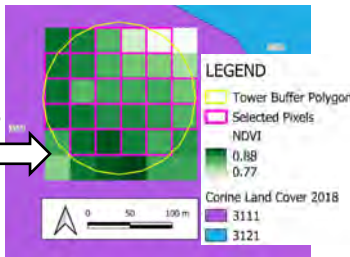 LEGEND
Tower Buffer Polygon
Selected Pixels
NDVI
0.88
0.77
Corine Land Cover 2018
3111
3121
0 50 100 m